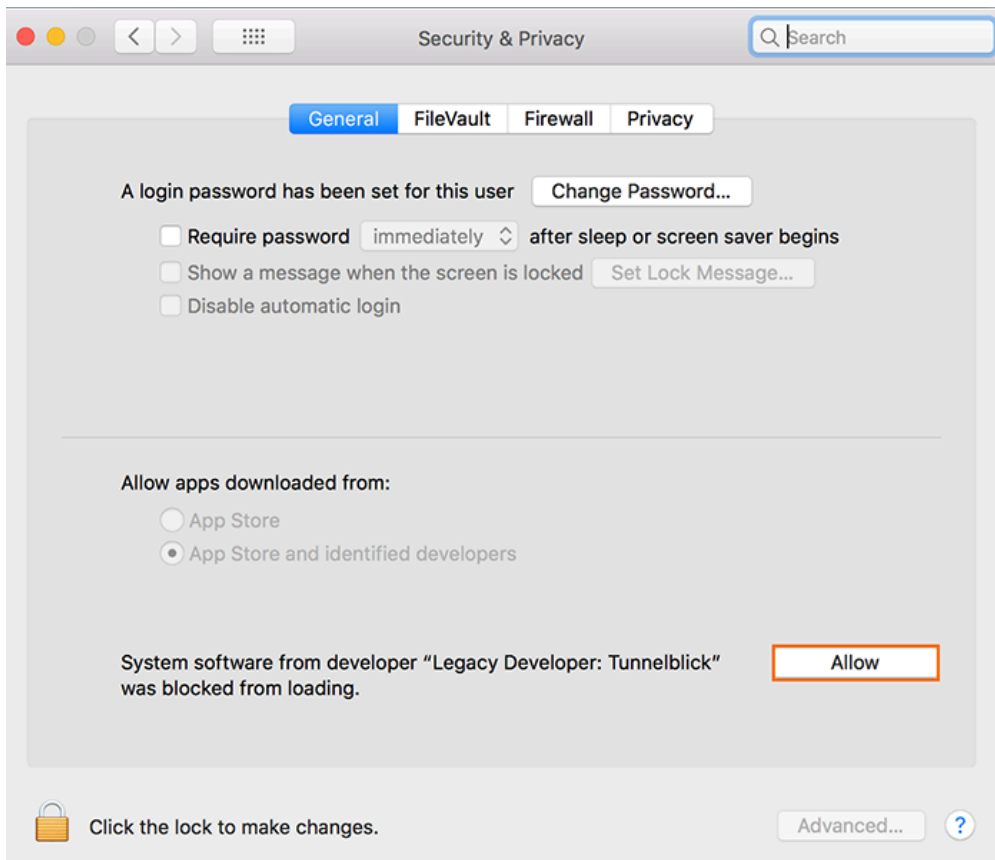 Security & Privacy
Search
General FileVault Firewall Privacy
A login password has been set for this user Change Password...
Require password immediately after sleep or screen saver begins
Show a message when the screen is locked Set Lock Message...
Disable automatic login
Allow apps downloaded from:
App Store
App Store and identified developers
System software from developer “Legacy Developer: Tunnelblick” Allow
was blocked from loading.
Click the lock to make changes. Advanced... ?